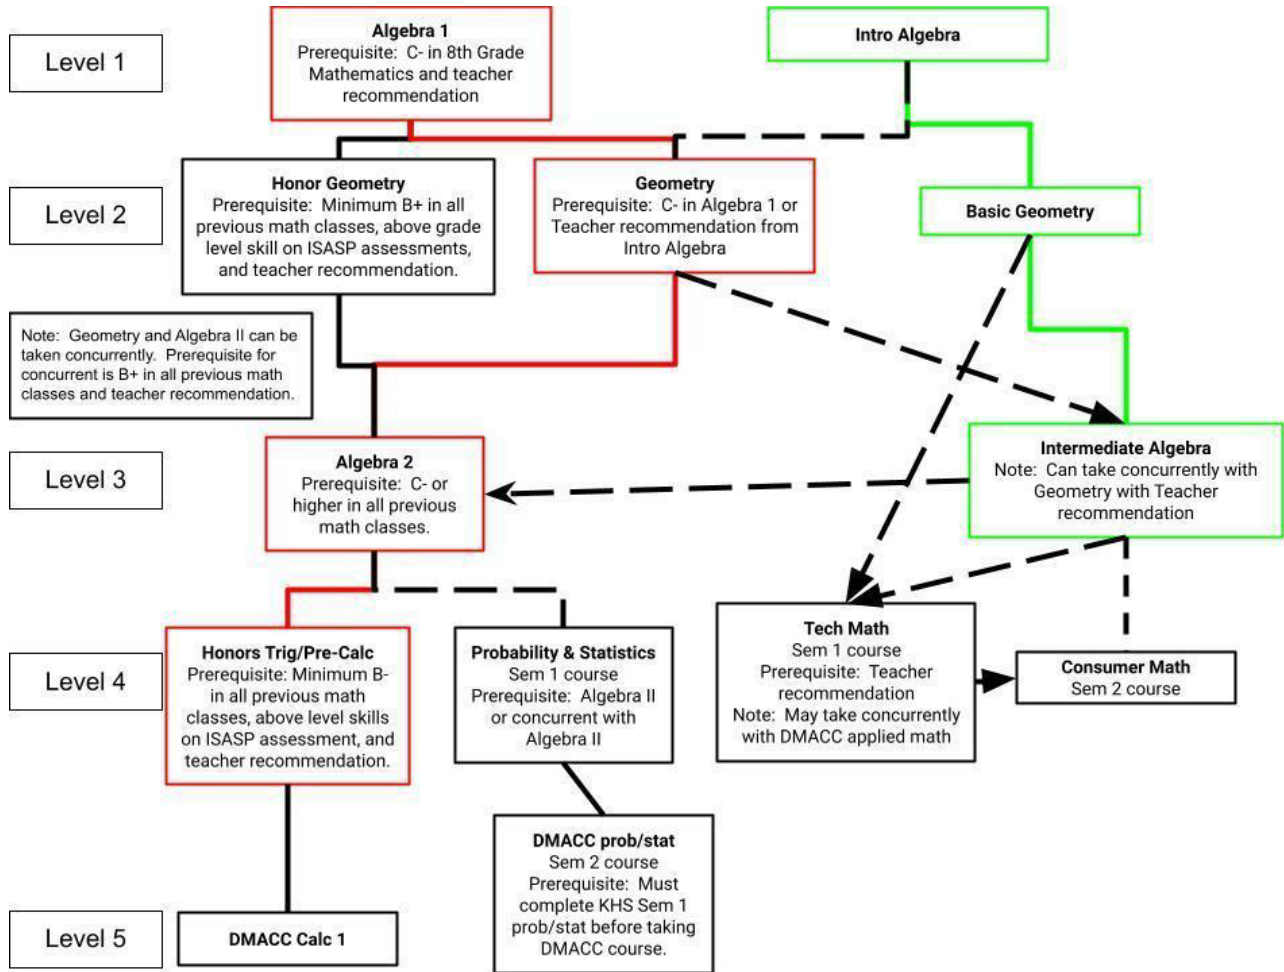 Level 1
Algebra 1
Prerequisite:  C- in 8th Grade
Mathematics and teacher
recommendation
Intro Algebra
Level 2
Honor Geometry
Prerequisite:  Minimum B+ in all
previous math classes, above grade
level skill on ISASP assessments,
and teacher recommendation.
Geometry
Prerequisite:  C- in Algebra 1 or
Teacher recommendation from
Intro Algebra
Basic Geometry
Note:  Geometry and Algebra II can be
taken concurrently.  Prerequisite for
concurrent is B+ in all previous math
classes and teacher recommendation.
Level 3
Algebra 2
Prerequisite:  C- or
higher in all previous
math classes.
Intermediate Algebra
Note:  Can take concurrently with
Geometry with Teacher
recommendation
Level 4
Honors Trig/Pre-Calc
Prerequisite: Minimum B-
in all previous math
classes, above level skills
on ISASP assessment, and
teacher recommendation.
Probability & Statistics
Sem 1 course
Prerequisite:  Algebra II
or concurrent with
Algebra II
Tech Math
Sem 1 course
Prerequisite:  Teacher
recommendation
Note:  May take concurrently
with DMACC applied math
Consumer Math
Sem 2 course
DMACC prob/stat
Sem 2 course
Prerequisite:  Must
complete KHS Sem 1
prob/stat before taking
DMACC course.
Level 5
DMACC Calc 1